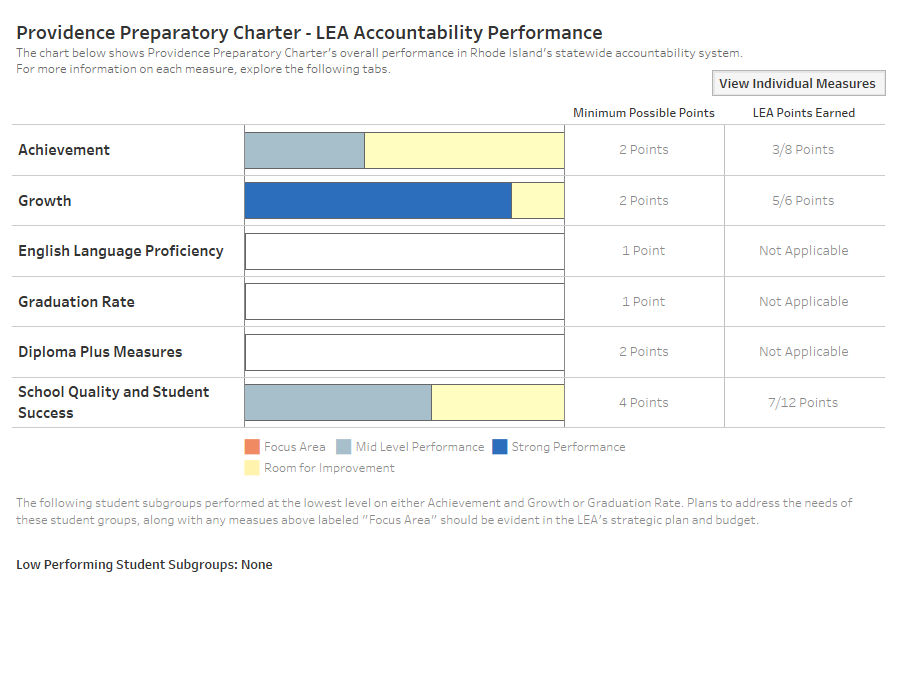 Providence Preparatory Charter - LEA Accountability Performance
The chart below shows Providence Preparatory Charter's overall performance in Rhode Island's statewide accountability system.
For more information on each measure, explore the following tabs.
View Individual Measures
Minimum Possible Points LEA Points Earned
Achievement 2 Points 3/8 Points
Growth 2 Points 5/6 Points
English Language Proficiency 1 Point Not Applicable
Graduation Rate 1 Point Not Applicable
Diploma Plus Measures 2 Points Not Applicable
School Quality and Student
Success 4 Points 7/12 Points
Focus Area Mid Level Performance Strong Performance
Room for Improvement
The following student subgroups performed at the lowest level on either Achievement and Growth or Graduation Rate. Plans to address the needs of
these student groups, along with any measues above labeled "Focus Area" should be evident in the LEA's strategic plan and budget.
Low Performing Student Subgroups: None